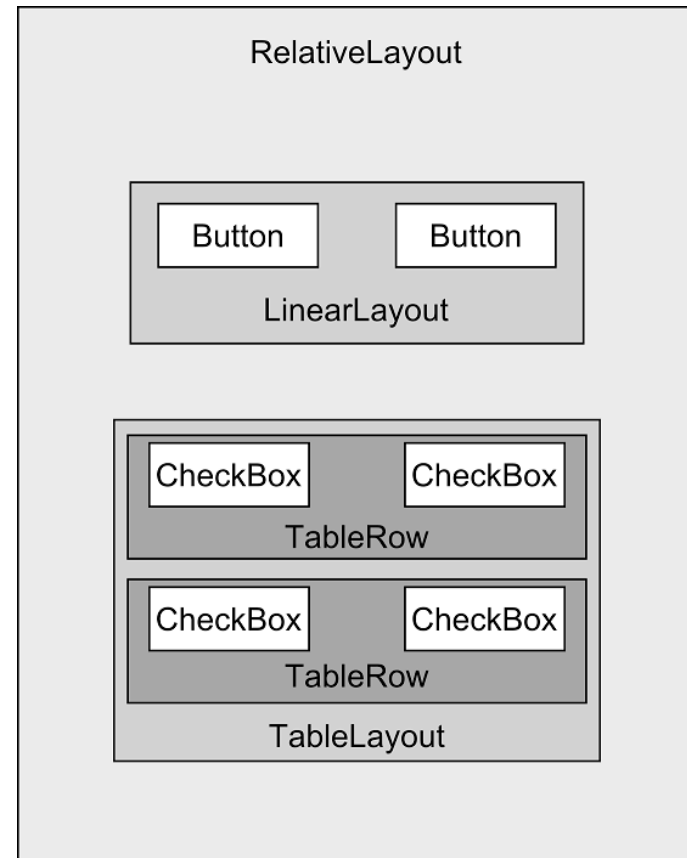 RelativeLayout
Button Button
LinearLayout
CheckBox CheckBox
TableRow
CheckBox CheckBox
TableRow
TableLayout